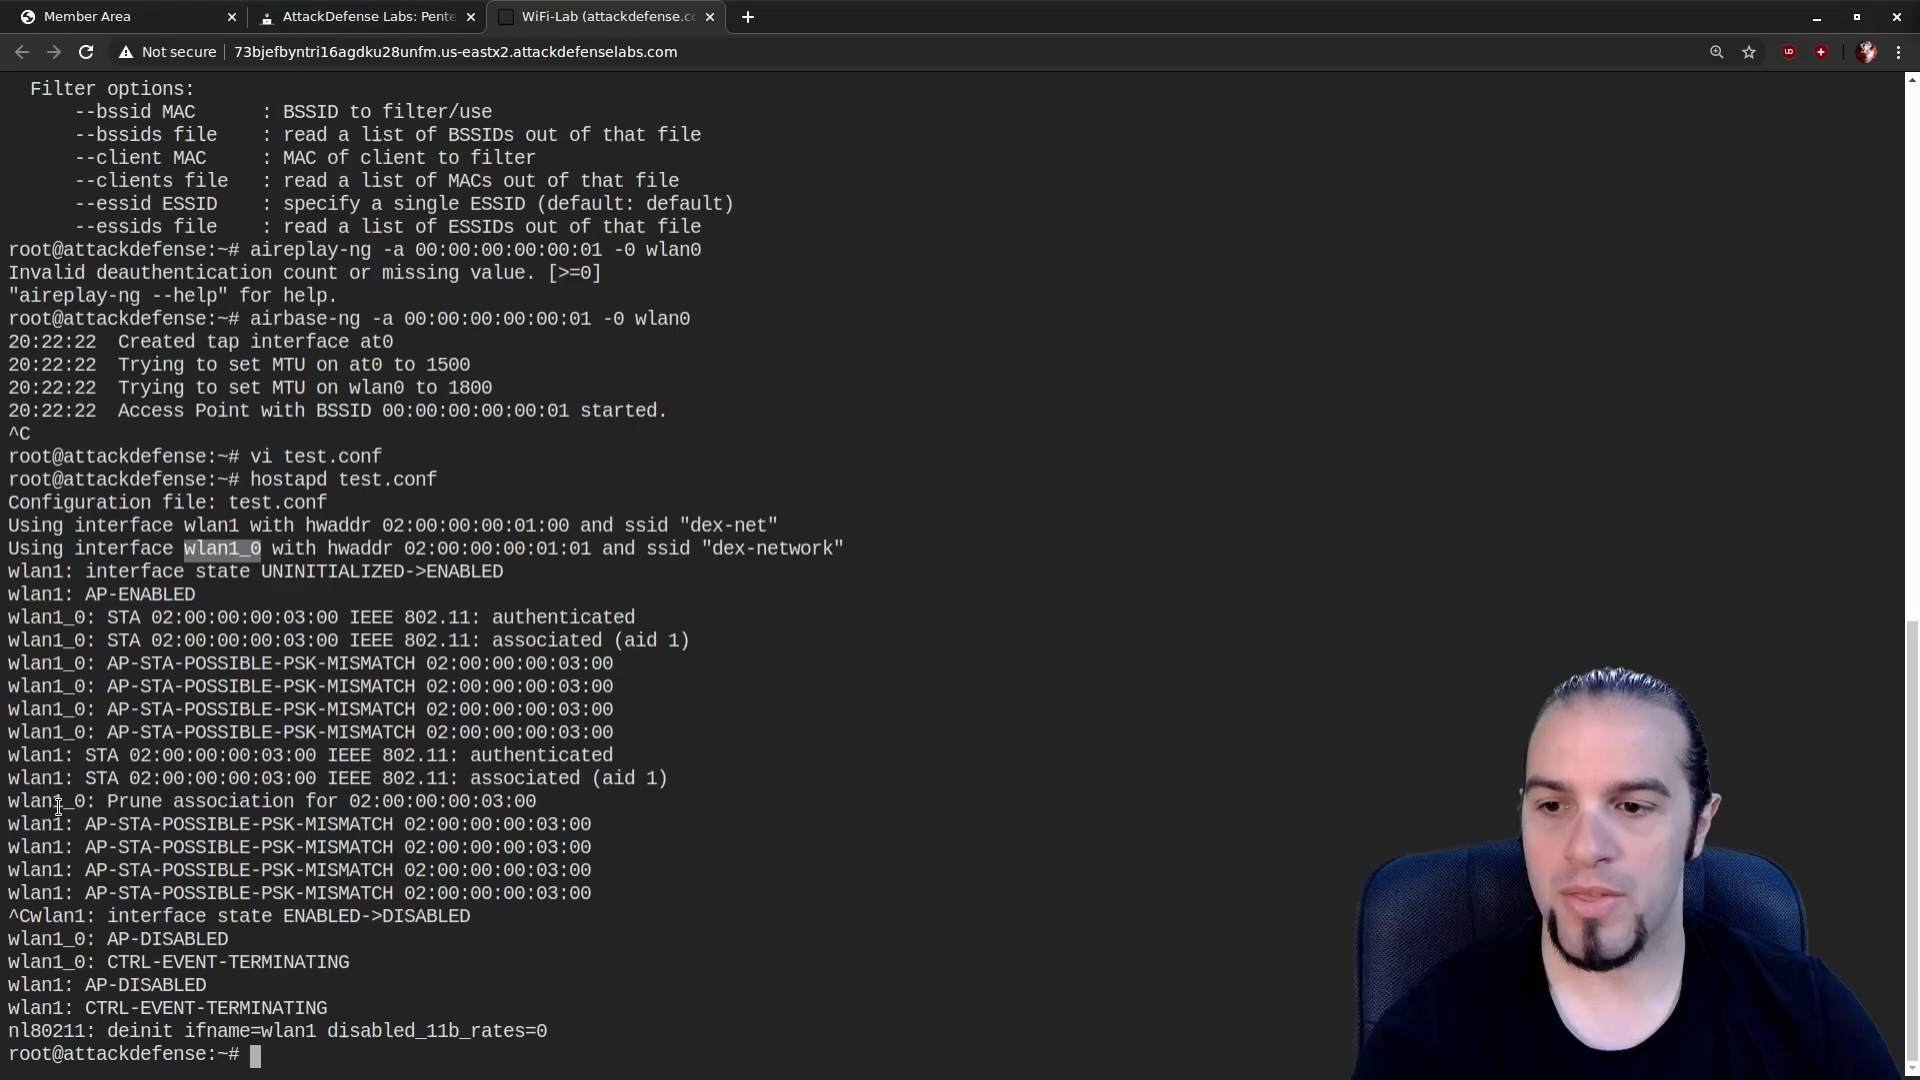 Member Area
AttackDefense Labs: Pente
WiFi-Lab (attackdefense.co
Not secure
73bjefbyntri16agdku28unfm.us-eastx2.attackdefenselabs.com
Filter options:
--bssid MAC : BSSID to filter/use
--bssids file : read a list of BSSIDs out of that file
--client MAC : MAC of client to filter
--clients file : read a list of MACs out of that file
--essid ESSID : specify a single ESSID (default: default)
--essids file : read a list of ESSIDs out of that file
root@attackdefense:~# aireplay-ng -a 00:00:00:00:00:01 -0 wlan0
Invalid deauthentication count or missing value. [>=0]
"aireplay-ng --help" for help.
root@attackdefense:~# airbase-ng -a 00:00:00:00:00:01 -0 wlan0
20:22:22 Created tap interface at0
20:22:22 Trying to set MTU on at0 to 1500
20:22:22 Trying to set MTU on wlan0 to 1800
20:22:22 Access Point with BSSID 00:00:00:00:00:01 started.
^C
root@attackdefense:~# vi test.conf
root@attackdefense:~# hostapd test.conf
Configuration file: test.conf
Using interface wlan1 with hwaddr 02:00:00:00:01:00 and ssid "dex-net"
Using interface wlan1_0 with hwaddr 02:00:00:00:01:01 and ssid "dex-network"
wlan1: interface state UNINITIALIZED->ENABLED
wlan1: AP-ENABLED
wlan1_0: STA 02:00:00:00:03:00 IEEE 802.11: authenticated
wlan1_0: STA 02:00:00:00:03:00 IEEE 802.11: associated (aid 1)
wlan1_0: AP-STA-POSSIBLE-PSK-MISMATCH 02:00:00:00:03:00
wlan1_0: AP-STA-POSSIBLE-PSK-MISMATCH 02:00:00:00:03:00
wlan1_0: AP-STA-POSSIBLE-PSK-MISMATCH 02:00:00:00:03:00
wlan1_0: AP-STA-POSSIBLE-PSK-MISMATCH 02:00:00:00:03:00
wlan1: STA 02:00:00:00:03:00 IEEE 802.11: authenticated
wlan1: STA 02:00:00:00:03:00 IEEE 802.11: associated (aid 1)
wlan1_0: Prune association for 02:00:00:00:03:00
wlan1: AP-STA-POSSIBLE-PSK-MISMATCH 02:00:00:00:03:00
wlan1: AP-STA-POSSIBLE-PSK-MISMATCH 02:00:00:00:03:00
wlan1: AP-STA-POSSIBLE-PSK-MISMATCH 02:00:00:00:03:00
wlan1: AP-STA-POSSIBLE-PSK-MISMATCH 02:00:00:00:03:00
^Cwlan1: interface state ENABLED->DISABLED
wlan1_0: AP-DISABLED
wlan1_0: CTRL-EVENT-TERMINATING
wlan1: AP-DISABLED
wlan1: CTRL-EVENT-TERMINATING
nl80211: deinit ifname=wlan1 disabled_11b_rates=0
root@attackdefense:~#